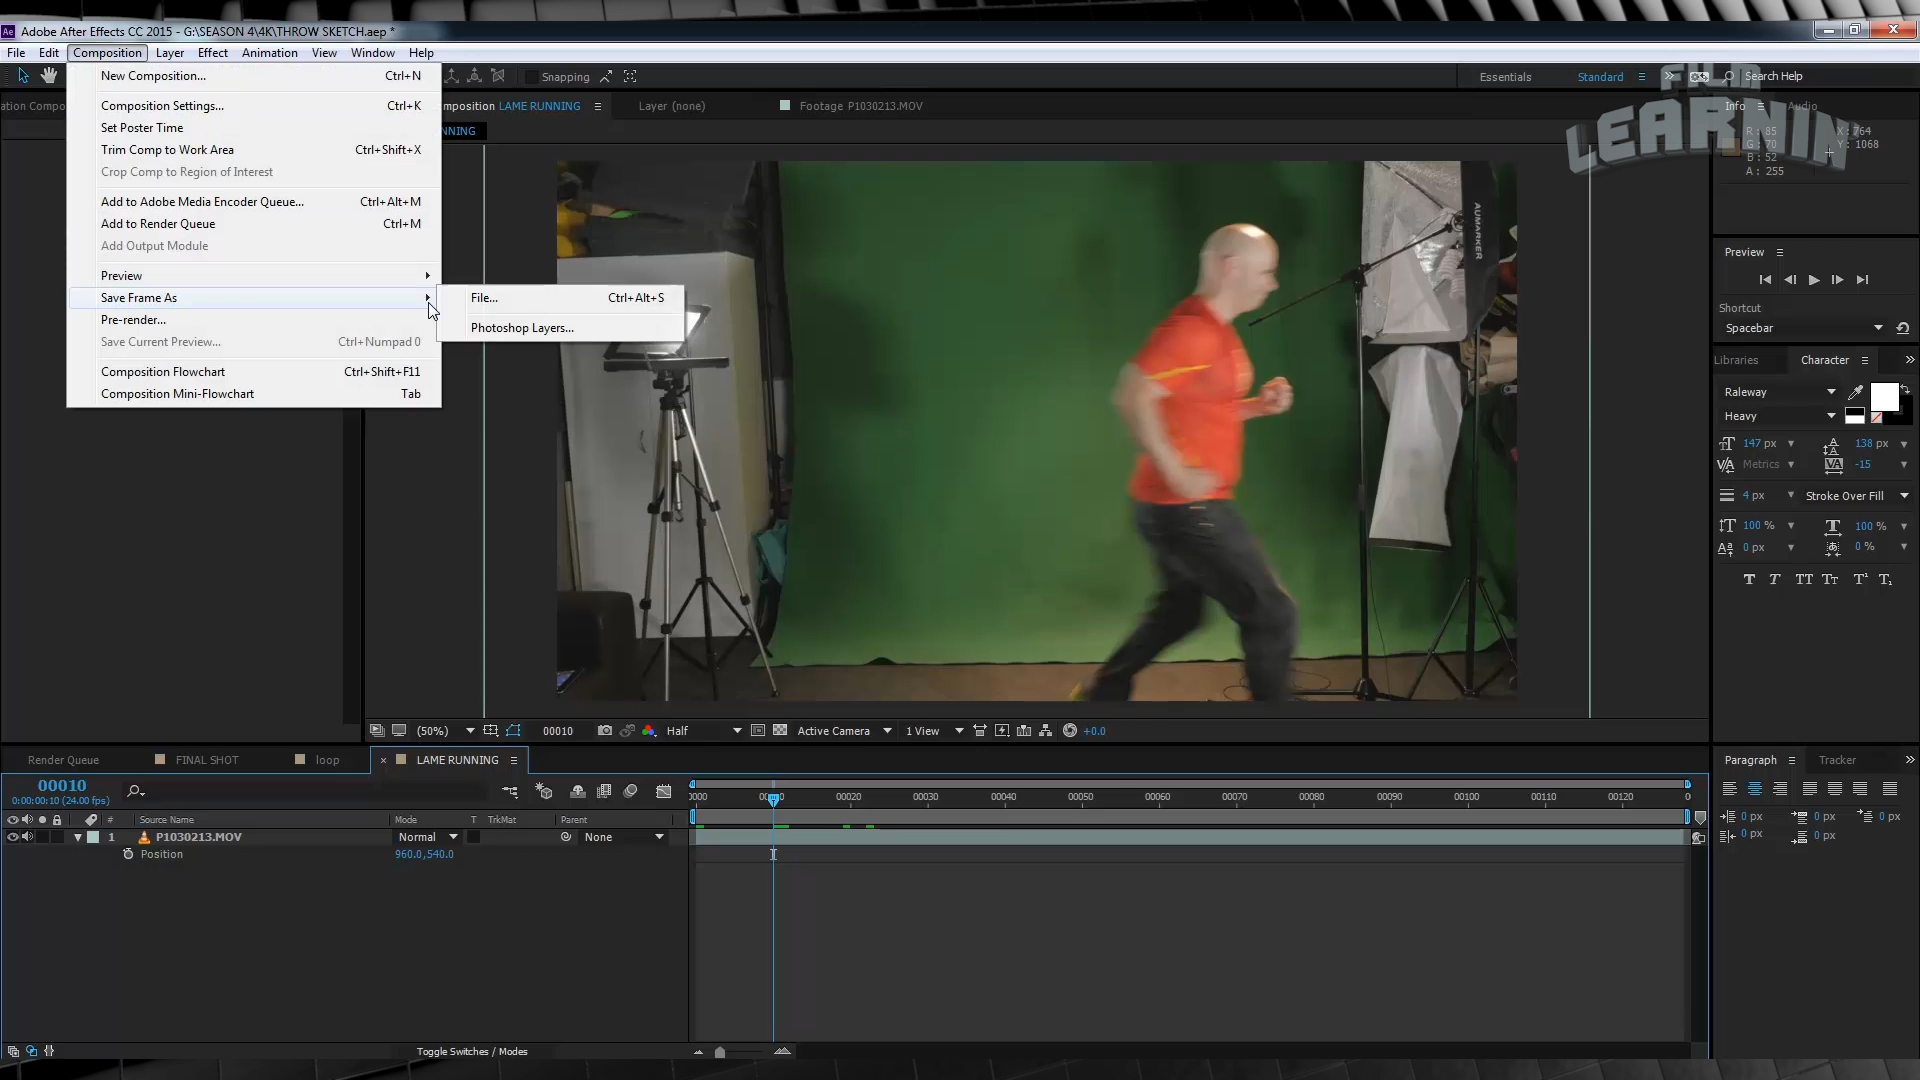 Adobe After Effects CC 2015 - G:\SEASON 4\4K\THROW SKETCH.aep *
File Edit Composition Layer Effect Animation View Window Help
Snapping
Essentials Standard Search Help
New Composition... Ctrl+N
Composition Settings... Ctrl+K
Set Poster Time
Trim Comp to Work Area Ctrl+Shift+X
Crop Comp to Region of Interest
Add to Adobe Media Encoder Queue... Ctrl+Alt+M
Add to Render Queue Ctrl+M
Add Output Module
Preview
Save Frame As
Pre-render...
Save Current Preview... Ctrl+Numpad 0
Composition Flowchart Ctrl+Shift+F11
Composition Mini-Flowchart Tab
File... Ctrl+Alt+S
Photoshop Layers...
ation Compo
mposition LAME RUNNING Layer (none) Footage P1030213.MOV
NNING
AUMARKER
FILM
LEARNIN'
Info Audio
R: 85 X: 764
G: 70 Y: 1068
B: 52
A: 255
Preview
Shortcut
Spacebar
Libraries Character
Raleway
Heavy
147 px 138 px
Metrics -15
4 px Stroke Over Fill
100 % 100 %
0 px 0 %
T T TT Tt T¹ T₁
(50%) 00010 Half Active Camera 1 View +0.0
Render Queue FINAL SHOT loop × LAME RUNNING
Paragraph Tracker
00010
0:00:00:10 (24.00 fps)
0000 00010 00020 00030 00040 00050 00060 00070 00080 00090 00100 00110 00120 0
# Source Name Mode T TrkMat Parent
1 P1030213.MOV Normal None
Position 960.0,540.0
0 px 0 px 0 px
0 px 0 px
Toggle Switches / Modes